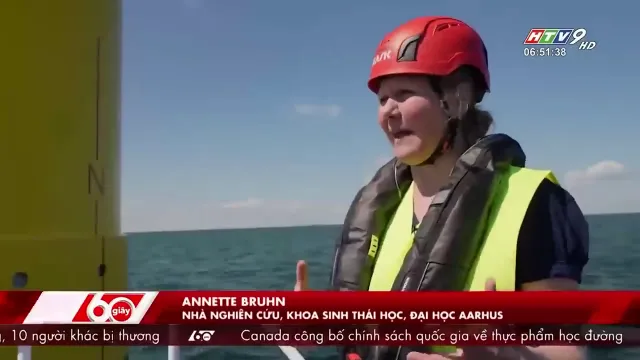 HTV9 HD
06:51:38
N
60 giây
ANNETTE BRUHN
NHÀ NGHIÊN CỨU, KHOA SINH THÁI HỌC, ĐẠI HỌC AARHUS
, 10 người khác bị thương Canada công bố chính sách quốc gia về thực phẩm học đường